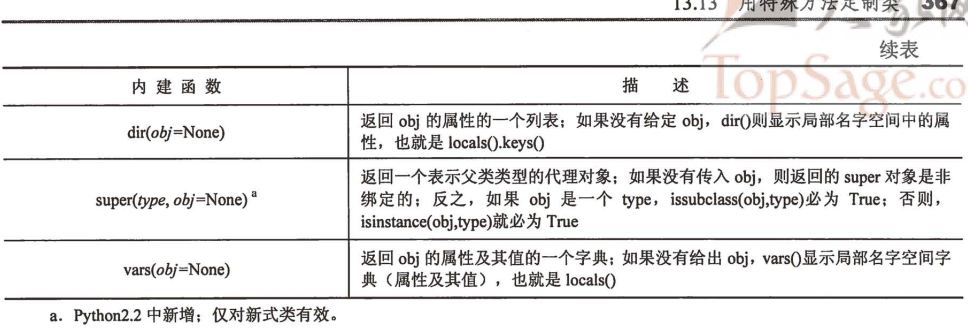 13.13 用特殊方法定制类 367
续表
TopSage.co
内 建 函 数 描 述
dir(obj=None) 返回 obj 的属性的一个列表；如果没有给定 obj，dir()则显示局部名字空间中的属
性，也就是 locals().keys()
super(type, obj=None) a 返回一个表示父类类型的代理对象；如果没有传入 obj，则返回的 super 对象是非
绑定的；反之，如果 obj 是一个 type，issubclass(obj,type)必为 True；否则，
isinstance(obj,type)就必为 True
vars(obj=None) 返回 obj 的属性及其值的一个字典；如果没有给出 obj，vars()显示局部名字空间字
典（属性及其值），也就是 locals()
a．Python2.2 中新增；仅对新式类有效。